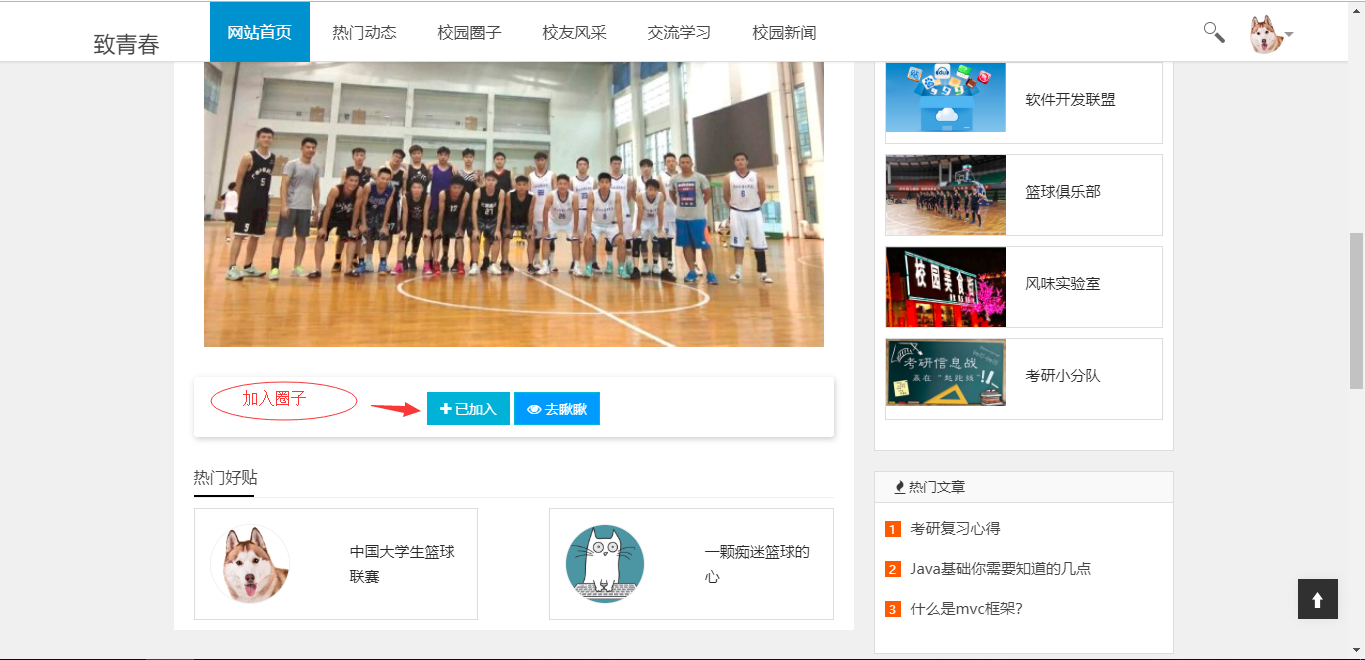 致青春
网站首页
热门动态
校园圈子
校友风采
交流学习
校园新闻
软件开发联盟
篮球俱乐部
校园美食
风味实验室
考研信息战
赢在"起跑线"
考研小分队
加入圈子
已加入
去瞅瞅
热门好贴
中国大学生篮球
联赛
一颗痴迷篮球的
心
热门文章
1 考研复习心得
2 Java基础你需要知道的几点
3 什么是mvc框架?